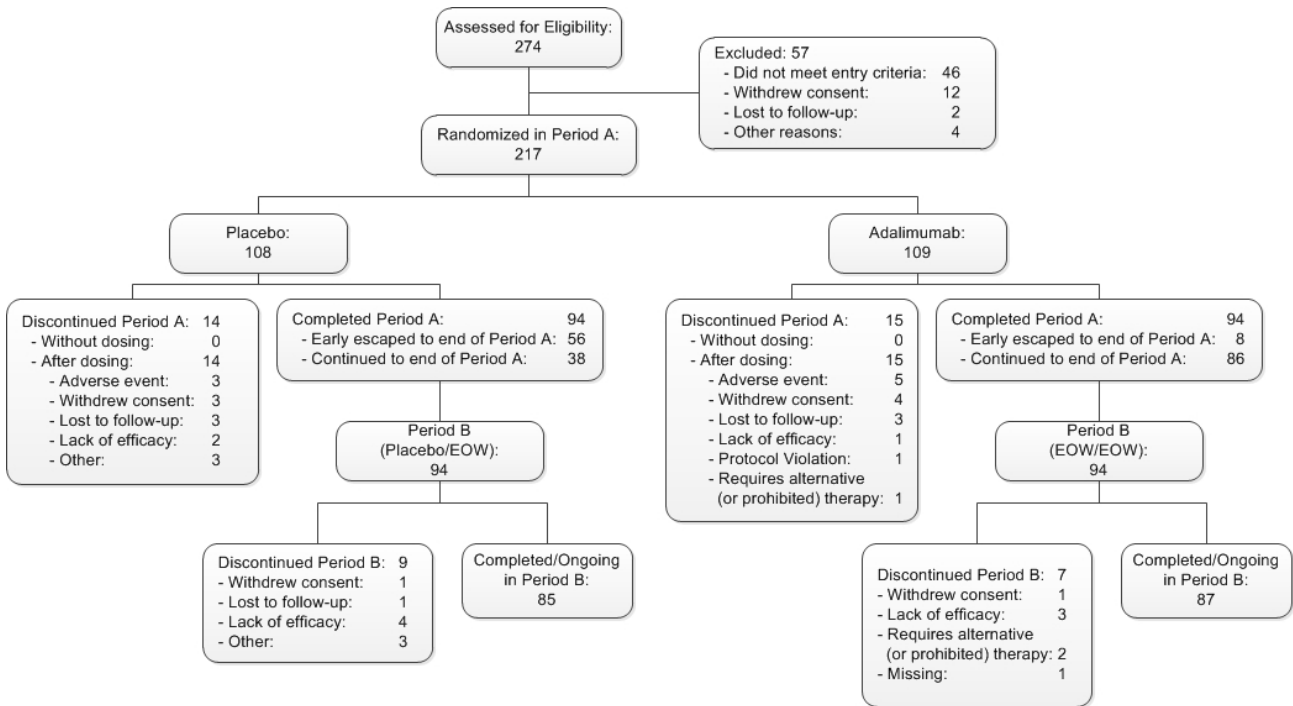 Assessed for Eligibility:
274
Excluded: 57
- Did not meet entry criteria: 46
- Withdrew consent: 12
- Lost to follow-up: 2
- Other reasons: 4
Randomized in Period A:
217
Placebo:
108
Adalimumab:
109
Discontinued Period A: 14
- Without dosing: 0
- After dosing: 14
- Adverse event: 3
- Withdrew consent: 3
- Lost to follow-up: 3
- Lack of efficacy: 2
- Other: 3
Completed Period A: 94
- Early escaped to end of Period A: 56
- Continued to end of Period A: 38
Discontinued Period A: 15
- Without dosing: 0
- After dosing: 15
- Adverse event: 5
- Withdrew consent: 4
- Lost to follow-up: 3
- Lack of efficacy: 1
- Protocol Violation: 1
- Requires alternative
(or prohibited) therapy: 1
Completed Period A: 94
- Early escaped to end of Period A: 8
- Continued to end of Period A: 86
Period B
(Placebo/EOW):
94
Period B
(EOW/EOW):
94
Discontinued Period B: 9
- Withdrew consent: 1
- Lost to follow-up: 1
- Lack of efficacy: 4
- Other: 3
Completed/Ongoing
in Period B:
85
Discontinued Period B: 7
- Withdrew consent: 1
- Lack of efficacy: 3
- Requires alternative
(or prohibited) therapy: 2
- Missing: 1
Completed/Ongoing
in Period B:
87